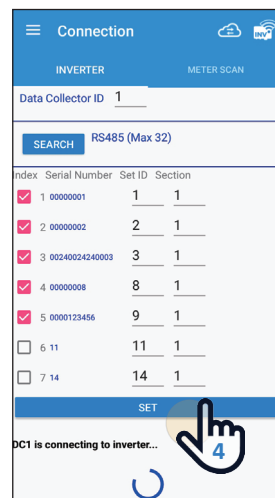 Connection
INV
INVERTER METER SCAN
Data Collector ID 1
SEARCH RS485 (Max 32)
Index Serial Number Set ID Section
1 00000001 1 1
2 00000002 2 1
3 00240024240003 3 1
4 00000008 8 1
5 0000123456 9 1
6 11 11 1
7 14 14 1
SET
4
DC1 is connecting to inverter...